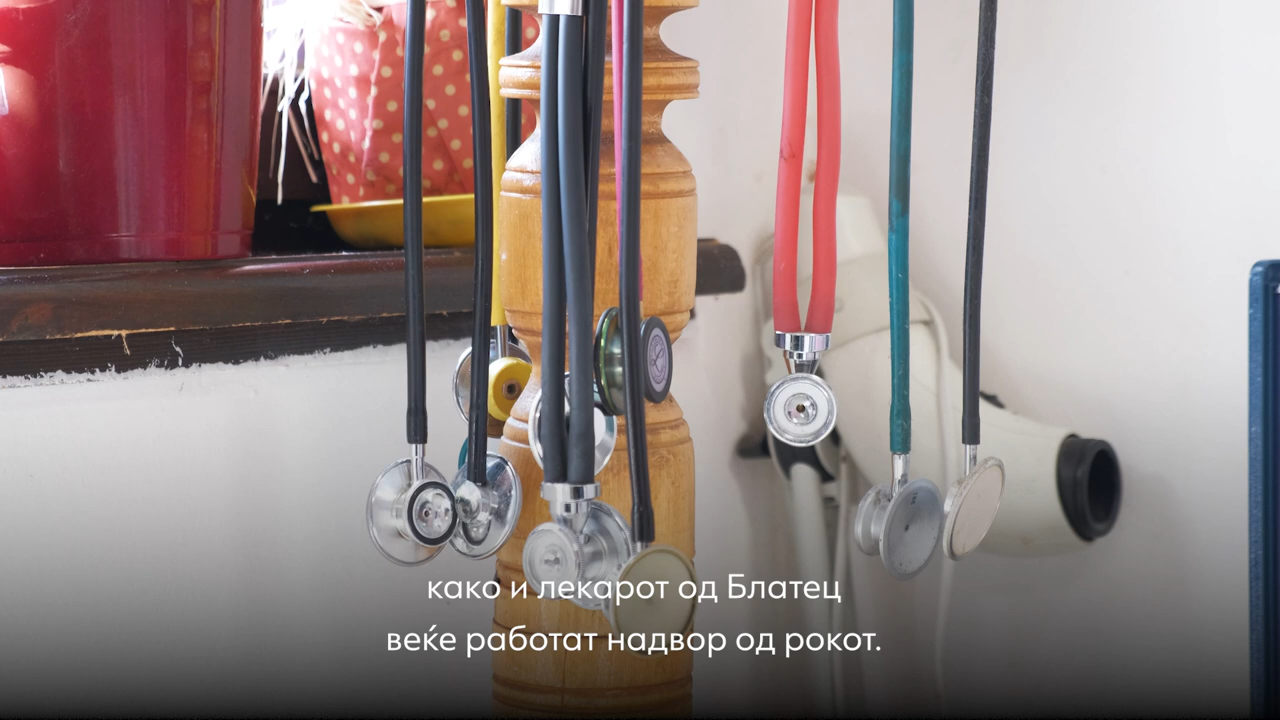 како и лекарот од Блатец
веќе работат надвор од рокот.